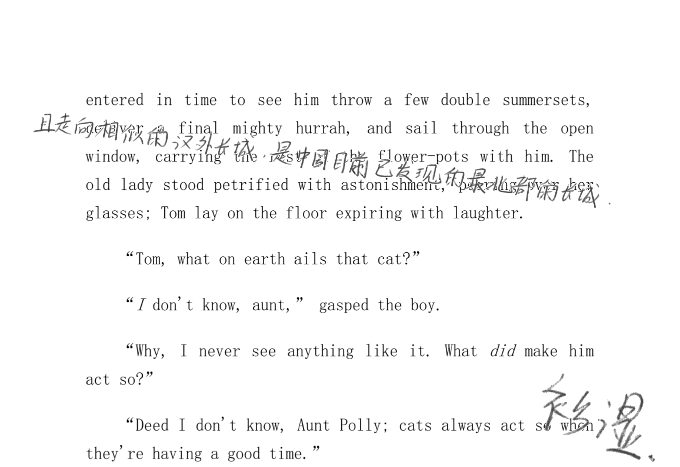 entered in time to see him throw a few double summersets,
deliver a final mighty hurrah, and sail through the open
且走向相似的汉外长城,是中国目前已发现的最北部的长城.
window, carrying the rest of the flower-pots with him. The
old lady stood petrified with astonishment, peering over her
glasses; Tom lay on the floor expiring with laughter.
“Tom, what on earth ails that cat?”
“I don't know, aunt,” gasped the boy.
“Why, I never see anything like it. What did make him
act so?”
“Deed I don't know, Aunt Polly; cats always act so when
they're having a good time.”